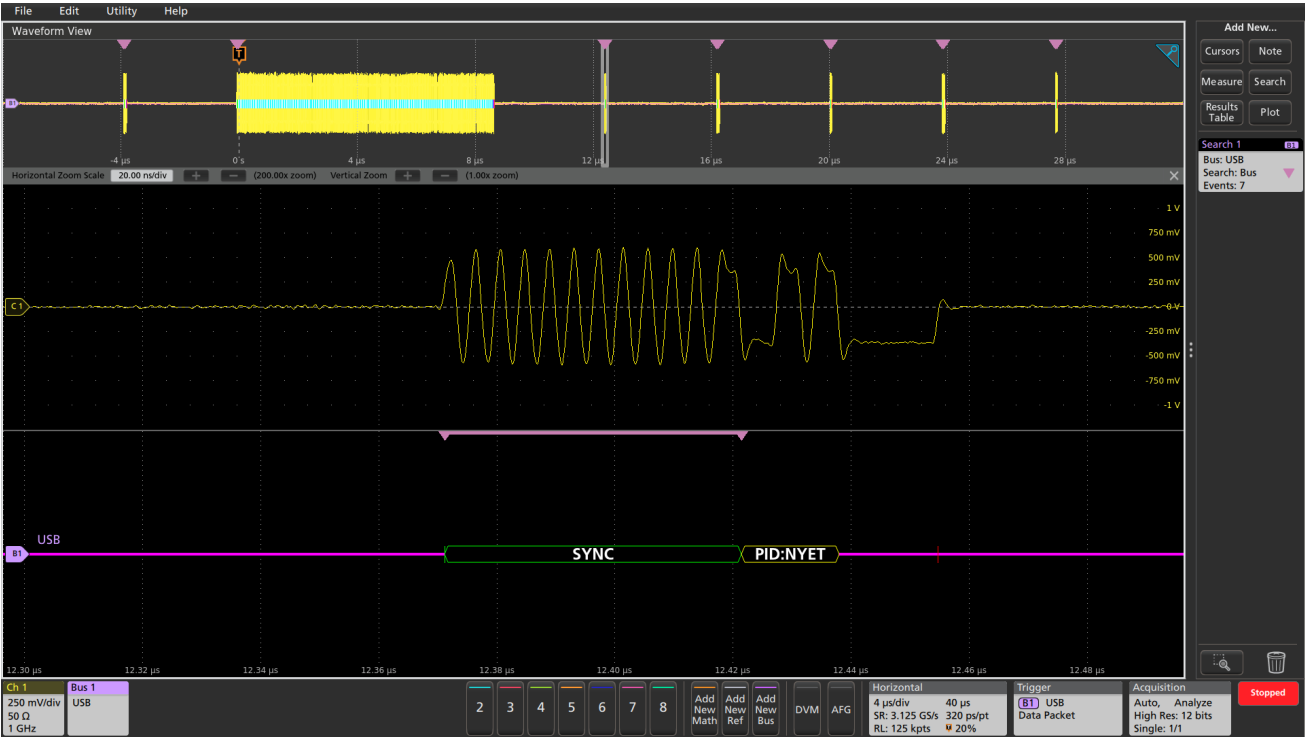 File Edit Utility Help
Waveform View
Add New...
Cursors Note
Measure Search
Results Table Plot
T
B1
-4 µs 0 s 4 µs 8 µs 12 µs 16 µs 20 µs 24 µs 28 µs
Horizontal Zoom Scale 20.00 ns/div + − (200.00x zoom) Vertical Zoom + − (1.00x zoom) ×
Search 1 B1
Bus: USB
Search: Bus
Events: 7
1 V
750 mV
500 mV
250 mV
C1 0 V
-250 mV
-500 mV
-750 mV
-1 V
USB
B1 SYNC PID:NYET
12.30 µs 12.32 µs 12.34 µs 12.36 µs 12.38 µs 12.40 µs 12.42 µs 12.44 µs 12.46 µs 12.48 µs
Ch 1
250 mV/div
50 Ω
1 GHz
Bus 1
USB
2 3 4 5 6 7 8
Add New Math
Add New Ref
Add New Bus
DVM AFG
Horizontal
4 µs/div 40 µs
SR: 3.125 GS/s 320 ps/pt
RL: 125 kpts 20%
Trigger
B1 USB
Data Packet
Acquisition
Auto, Analyze
High Res: 12 bits
Single: 1/1
Stopped